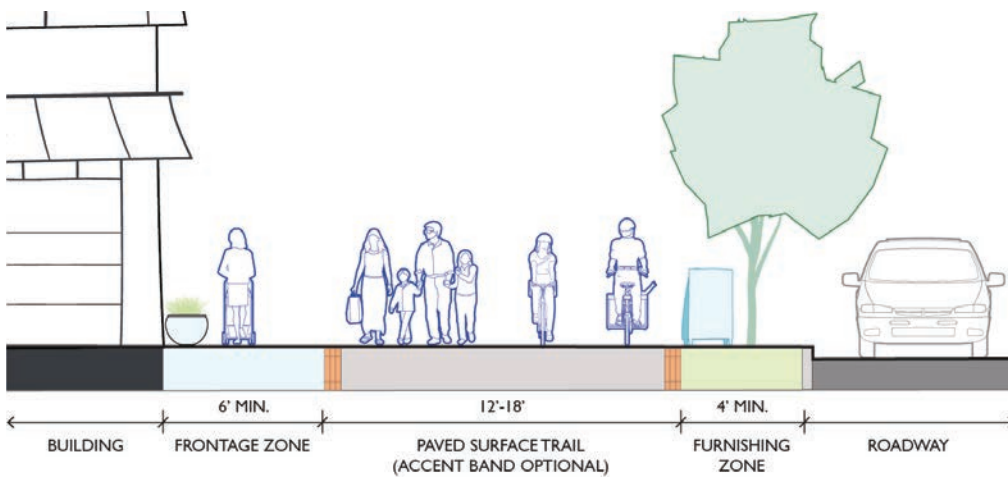 6' MIN.
12'-18'
4' MIN.
BUILDING
FRONTAGE ZONE
PAVED SURFACE TRAIL
(ACCENT BAND OPTIONAL)
FURNISHING
ZONE
ROADWAY